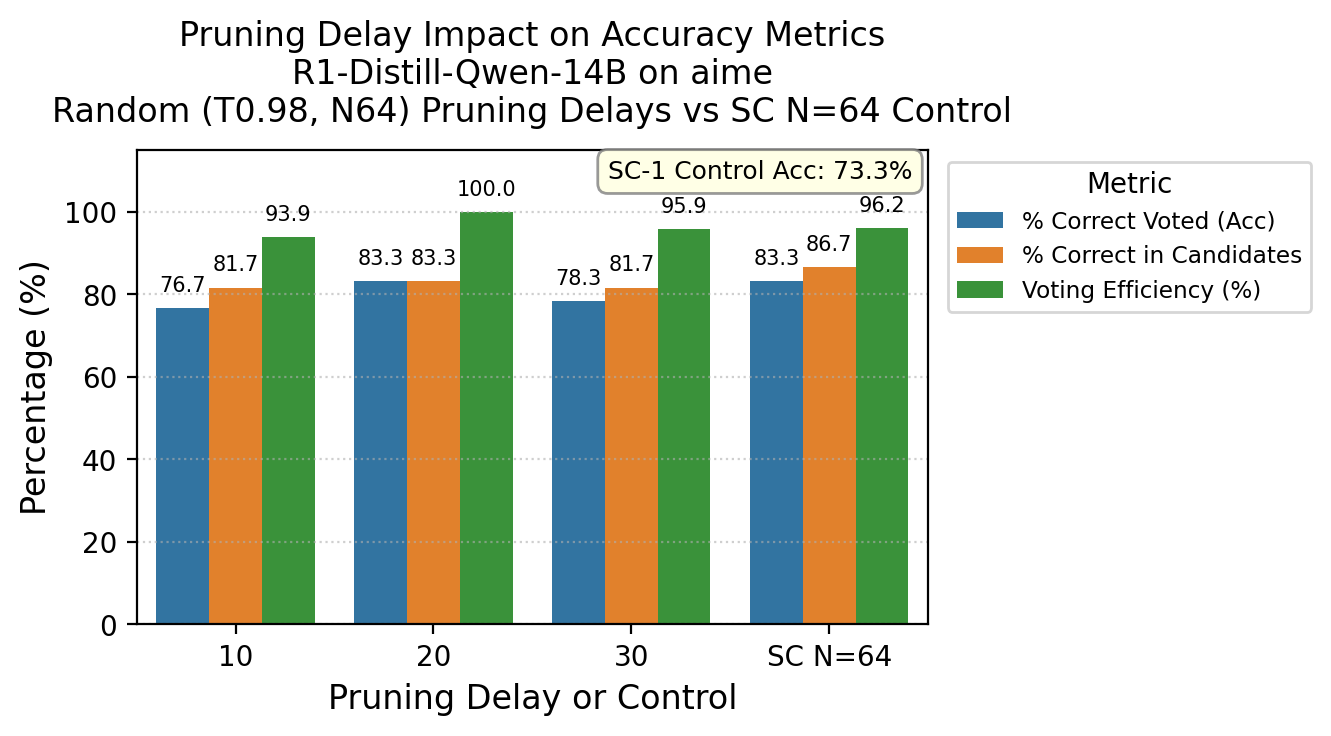 Pruning Delay Impact on Accuracy Metrics
R1-Distill-Qwen-14B on aime
Random (T0.98, N64) Pruning Delays vs SC N=64 Control
SC-1 Control Acc: 73.3%
Metric
% Correct Voted (Acc)
% Correct in Candidates
Voting Efficiency (%)
Percentage (%)
100
80
60
40
20
0
76.7
81.7
93.9
83.3
83.3
100.0
78.3
81.7
95.9
83.3
86.7
96.2
10
20
30
SC N=64
Pruning Delay or Control